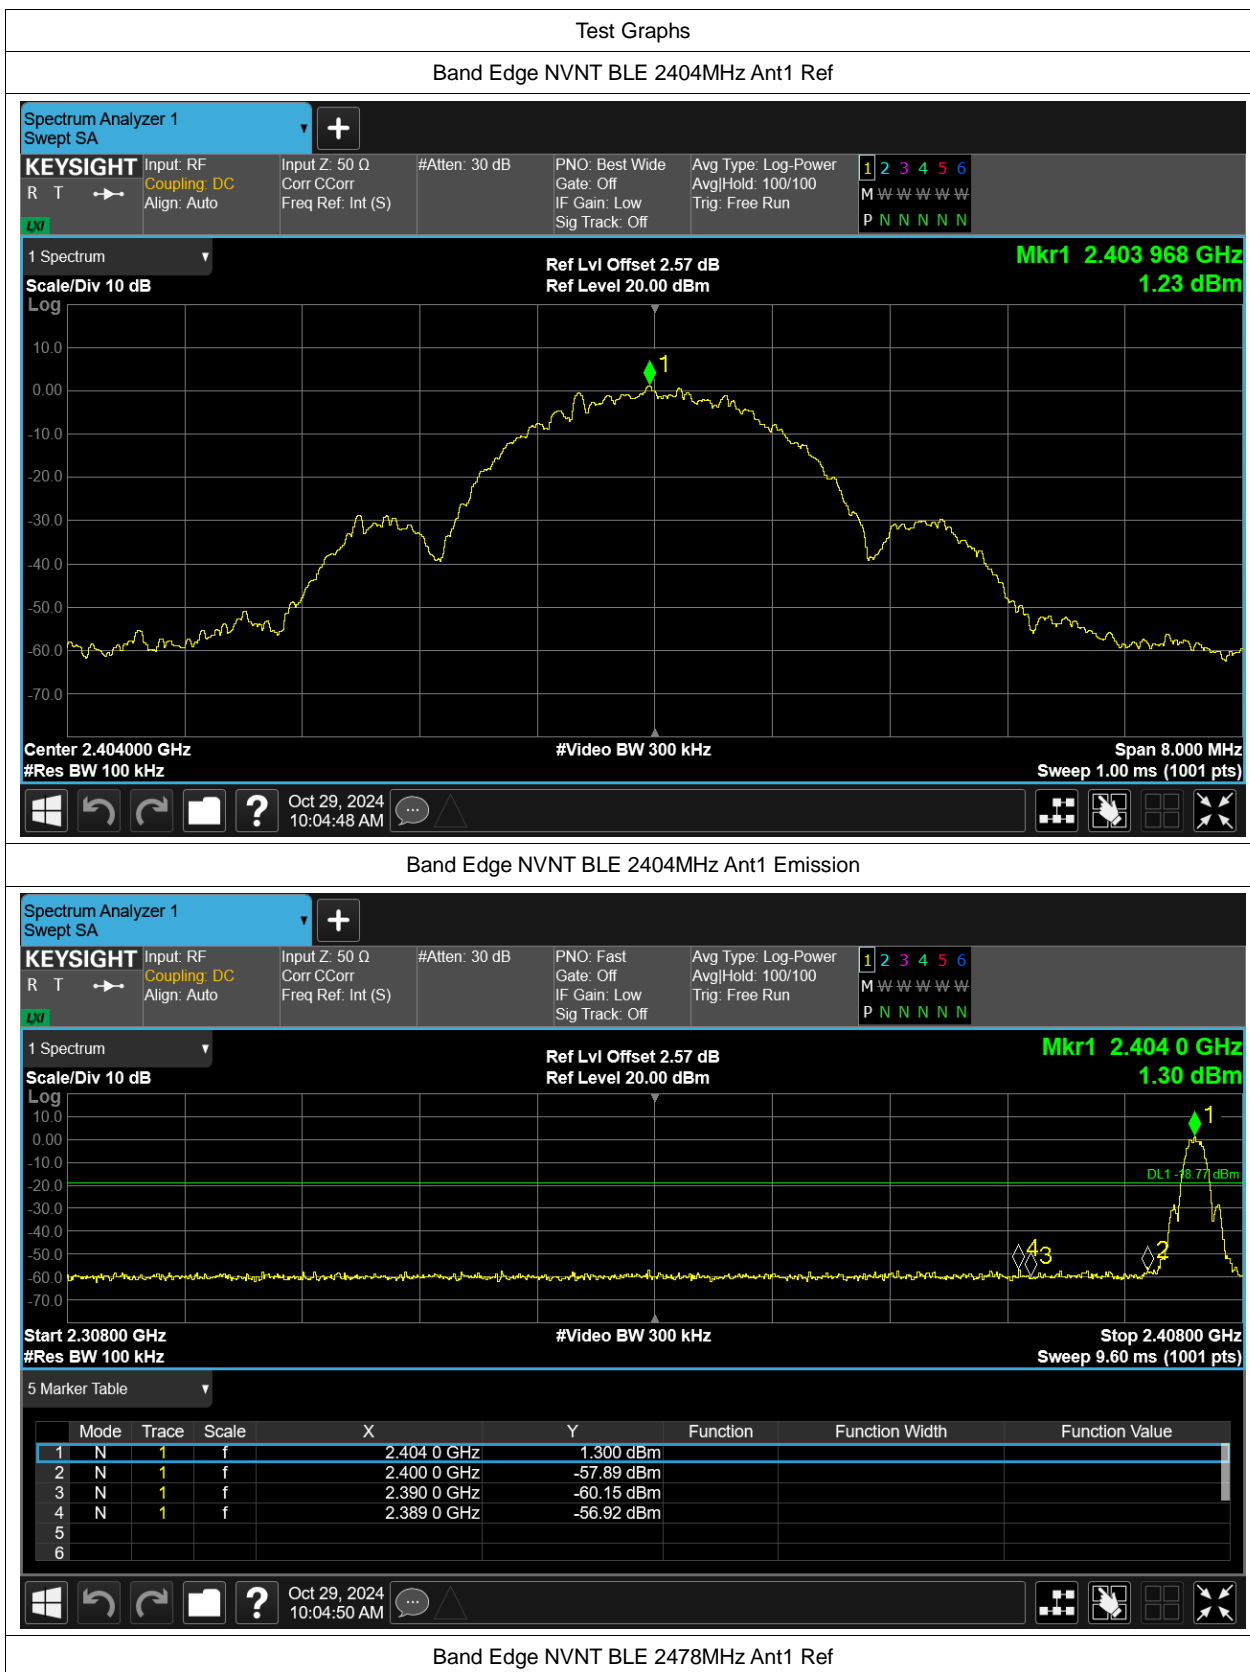 Test Graphs
Band Edge NVNT BLE 2404MHz Ant1 Ref
Spectrum Analyzer 1
Swept SA
KEYSIGHT Input: RF Input Z: 50 Ω #Atten: 30 dB PNO: Best Wide Avg Type: Log-Power 1 2 3 4 5 6
R T Coupling: DC Corr CCorr Gate: Off Avg|Hold: 100/100 M W W W W W
Align: Auto Freq Ref: Int (S) IF Gain: Low Trig: Free Run
LXI Sig Track: Off P N N N N N
1 Spectrum Ref Lvl Offset 2.57 dB Mkr1 2.403 968 GHz
Scale/Div 10 dB Ref Level 20.00 dBm 1.23 dBm
Log
1
10.0
0.00
-10.0
-20.0
-30.0
-40.0
-50.0
-60.0
-70.0
Center 2.404000 GHz #Video BW 300 kHz Span 8.000 MHz
#Res BW 100 kHz Sweep 1.00 ms (1001 pts)
? Oct 29, 2024
10:04:48 AM
Band Edge NVNT BLE 2404MHz Ant1 Emission
Spectrum Analyzer 1
Swept SA
KEYSIGHT Input: RF Input Z: 50 Ω #Atten: 30 dB PNO: Fast Avg Type: Log-Power 1 2 3 4 5 6
R T Coupling: DC Corr CCorr Gate: Off Avg|Hold: 100/100 M W W W W W
Align: Auto Freq Ref: Int (S) IF Gain: Low Trig: Free Run
LXI Sig Track: Off P N N N N N
1 Spectrum Ref Lvl Offset 2.57 dB Mkr1 2.404 0 GHz
Scale/Div 10 dB Ref Level 20.00 dBm 1.30 dBm
Log
10.0 1
0.00
-10.0
DL1 -18.77 dBm
-20.0
-30.0
-40.0
-50.0 4 3 2
-60.0
-70.0
Start 2.30800 GHz #Video BW 300 kHz Stop 2.40800 GHz
#Res BW 100 kHz Sweep 9.60 ms (1001 pts)
5 Marker Table
Mode Trace Scale X Y Function Function Width Function Value
1 N 1 f 2.404 0 GHz 1.300 dBm
2 N 1 f 2.400 0 GHz -57.89 dBm
3 N 1 f 2.390 0 GHz -60.15 dBm
4 N 1 f 2.389 0 GHz -56.92 dBm
5
6
? Oct 29, 2024
10:04:50 AM
Band Edge NVNT BLE 2478MHz Ant1 Ref